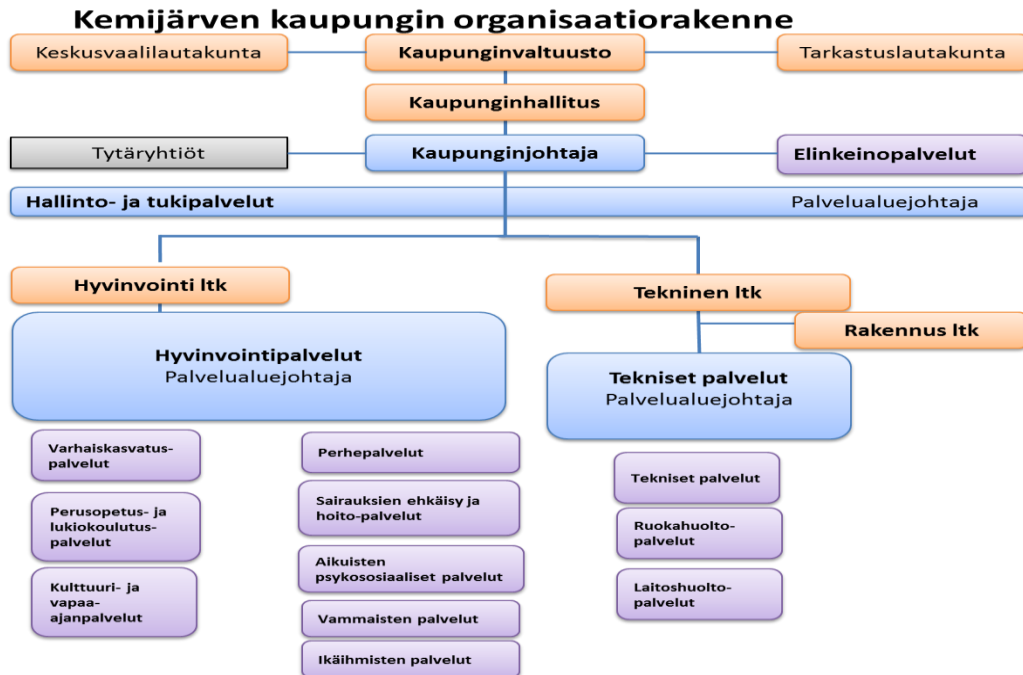 Kemijärven kaupungin organisaatiorakenne
Keskusvaalilautakunta
Kaupunginvaltuusto
Tarkastuslautakunta
Kaupunginhallitus
Tytäryhtiöt
Kaupunginjohtaja
Elinkeinopalvelut
Hallinto- ja tukipalvelut
Palvelualuejohtaja
Hyvinvointi ltk
Tekninen ltk
Rakennus ltk
Hyvinvointipalvelut
Palvelualuejohtaja
Tekniset palvelut
Palvelualuejohtaja
Varhaiskasvatus-
palvelut
Perusopetus- ja
lukiokoulutus-
palvelut
Kulttuuri- ja
vapaa-
ajanpalvelut
Perhepalvelut
Sairauksien ehkäisy ja
hoito-palvelut
Aikuisten
psykososiaaliset palvelut
Vammaisten palvelut
Ikäihmisten palvelut
Tekniset palvelut
Ruokahuolto-
palvelut
Laitoshuolto-
palvelut